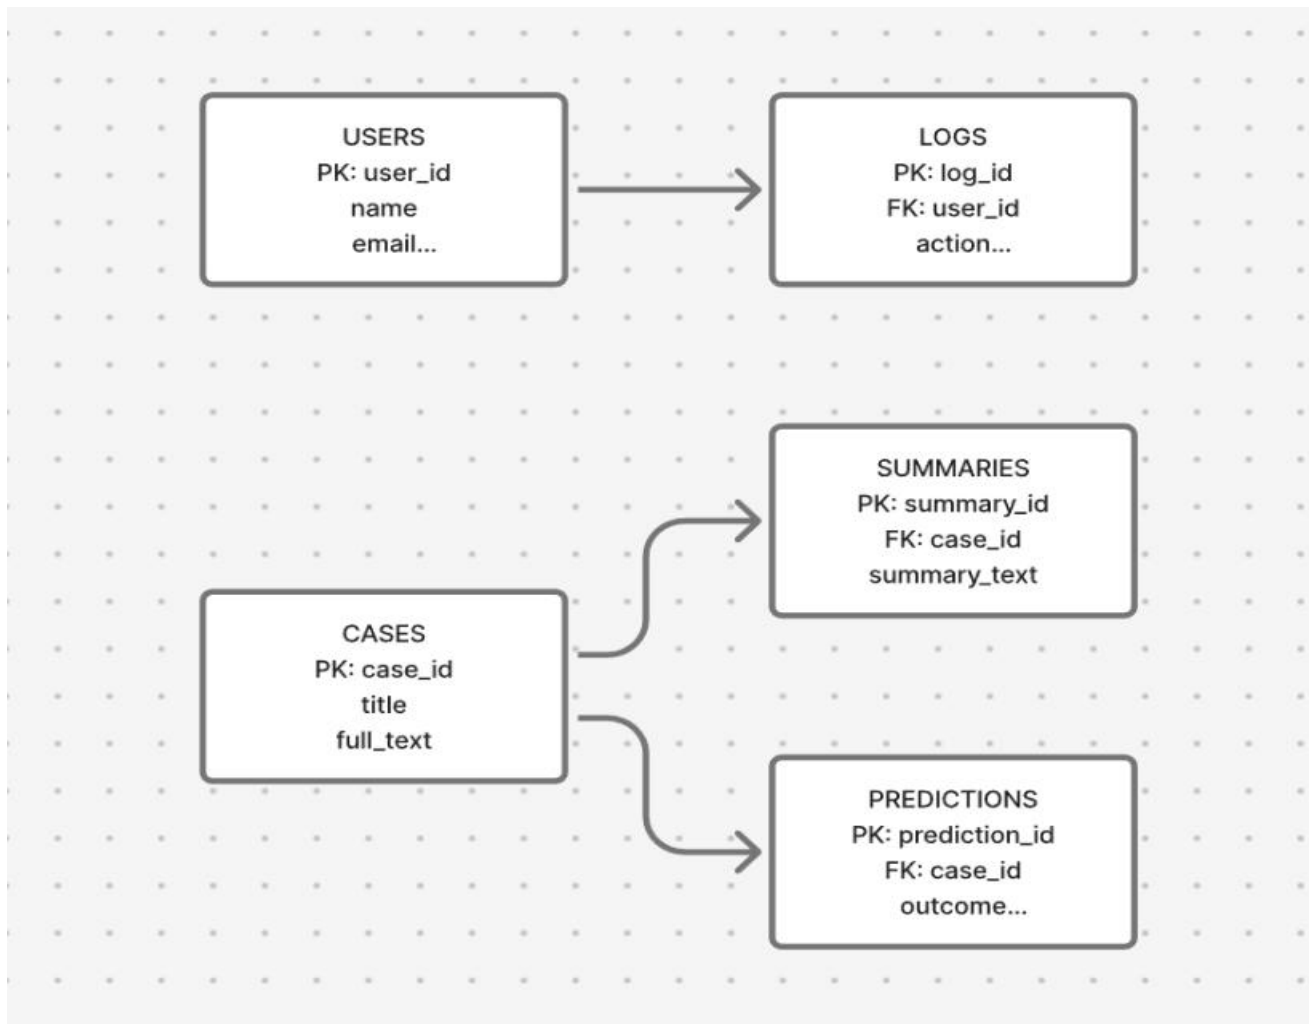 USERS
PK: user_id
name
email...
LOGS
PK: log_id
FK: user_id
action...
SUMMARIES
PK: summary_id
FK: case_id
summary_text
CASES
PK: case_id
title
full_text
PREDICTIONS
PK: prediction_id
FK: case_id
outcome...